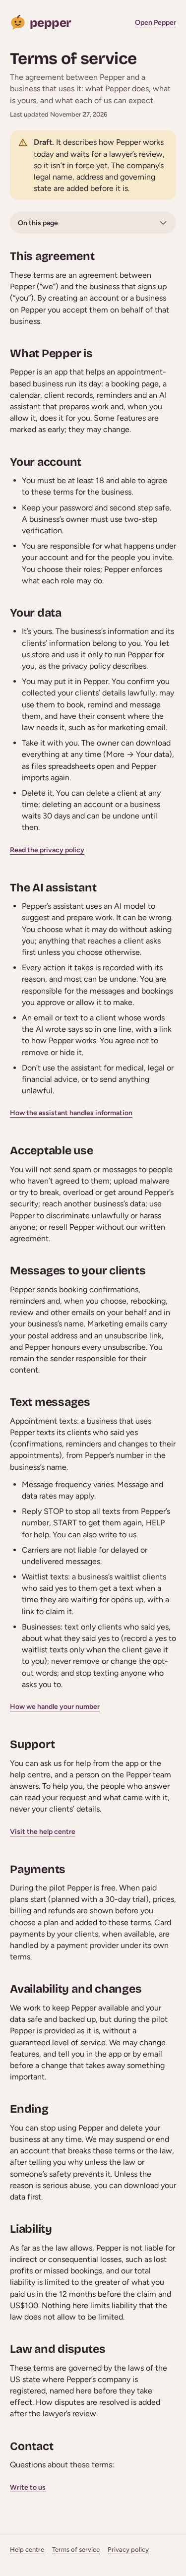 pepper
Open Pepper
Terms of service
The agreement between Pepper and a
business that uses it: what Pepper does, what
is yours, and what each of us can expect.
Last updated November 27, 2026
Draft. It describes how Pepper works
today and waits for a lawyer's review,
so it isn't in force yet. The company's
legal name, address and governing
state are added before it is.
On this page
This agreement
These terms are an agreement between
Pepper ("we") and the business that signs up
("you"). By creating an account or a business
on Pepper you accept them on behalf of that
business.
What Pepper is
Pepper is an app that helps an appointment-
based business run its day: a booking page, a
calendar, client records, reminders and an AI
assistant that prepares work and, when you
allow it, does it for you. Some features are
marked as early; they may change.
Your account
• You must be at least 18 and able to agree
to these terms for the business.
• Keep your password and second step safe.
A business's owner must use two-step
verification.
• You are responsible for what happens under
your account and for the people you invite.
You choose their roles; Pepper enforces
what each role may do.
Your data
• It's yours. The business's information and its
clients' information belong to you. You let
us store and use it only to run Pepper for
you, as the privacy policy describes.
• You may put it in Pepper. You confirm you
collected your clients' details lawfully, may
use them to book, remind and message
them, and have their consent where the
law needs it, such as for marketing email.
• Take it with you. The owner can download
everything at any time (More → Your data),
as files spreadsheets open and Pepper
imports again.
• Delete it. You can delete a client at any
time; deleting an account or a business
waits 30 days and can be undone until
then.
Read the privacy policy
The AI assistant
• Pepper's assistant uses an AI model to
suggest and prepare work. It can be wrong.
You choose what it may do without asking
you; anything that reaches a client asks
first unless you choose otherwise.
• Every action it takes is recorded with its
reason, and most can be undone. You are
responsible for the messages and bookings
you approve or allow it to make.
• An email or text to a client whose words
the AI wrote says so in one line, with a link
to how Pepper works. You agree not to
remove or hide it.
• Don't use the assistant for medical, legal or
financial advice, or to send anything
unlawful.
How the assistant handles information
Acceptable use
You will not send spam or messages to people
who haven't agreed to them; upload malware
or try to break, overload or get around Pepper's
security; reach another business's data; use
Pepper to discriminate unlawfully or harass
anyone; or resell Pepper without our written
agreement.
Messages to your clients
Pepper sends booking confirmations,
reminders and, when you choose, rebooking,
review and other emails on your behalf and in
your business's name. Marketing emails carry
your postal address and an unsubscribe link,
and Pepper honours every unsubscribe. You
remain the sender responsible for their
content.
Text messages
Appointment texts: a business that uses
Pepper texts its clients who said yes
(confirmations, reminders and changes to their
appointments), from Pepper's number in the
business's name.
• Message frequency varies. Message and
data rates may apply.
• Reply STOP to stop all texts from Pepper's
number, START to get them again, HELP
for help. You can also write to us.
• Carriers are not liable for delayed or
undelivered messages.
• Waitlist texts: a business's waitlist clients
who said yes to them get a text when a
time they are waiting for opens up, with a
link to claim it.
• Businesses: text only clients who said yes,
about what they said yes to (record a yes to
waitlist texts only when the client gave it
to you); never remove or change the opt-
out words; and stop texting anyone who
asks you to.
How we handle your number
Support
You can ask us for help from the app or the
help centre, and a person on the Pepper team
answers. To help you, the people who answer
can read your request and what came with it,
never your clients' details.
Visit the help centre
Payments
During the pilot Pepper is free. When paid
plans start (planned with a 30-day trial), prices,
billing and refunds are shown before you
choose a plan and added to these terms. Card
payments by your clients, when available, are
handled by a payment provider under its own
terms.
Availability and changes
We work to keep Pepper available and your
data safe and backed up, but during the pilot
Pepper is provided as it is, without a
guaranteed level of service. We may change
features, and tell you in the app or by email
before a change that takes away something
important.
Ending
You can stop using Pepper and delete your
business at any time. We may suspend or end
an account that breaks these terms or the law,
after telling you why unless the law or
someone's safety prevents it. Unless the
reason is serious abuse, you can download your
data first.
Liability
As far as the law allows, Pepper is not liable for
indirect or consequential losses, such as lost
profits or missed bookings, and our total
liability is limited to the greater of what you
paid us in the 12 months before the claim and
US$100. Nothing here limits liability that the
law does not allow to be limited.
Law and disputes
These terms are governed by the laws of the
US state where Pepper's company is
registered, named here before they take
effect. How disputes are resolved is added
after the lawyer's review.
Contact
Questions about these terms:
Write to us
Help centre
Terms of service
Privacy policy